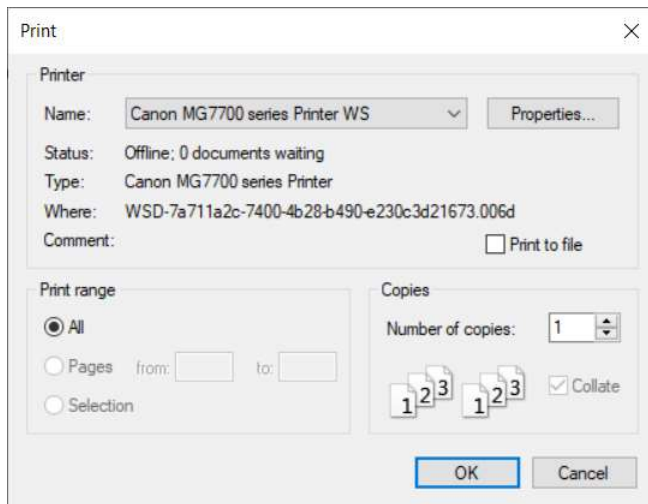 Print
Printer
Name: Canon MG7700 series Printer WS Properties...
Status: Offline; 0 documents waiting
Type: Canon MG7700 series Printer
Where: WSD-7a711a2c-7400-4b28-b490-e230c3d21673.006d
Comment: Print to file
Print range
All
Pages from: to:
Selection
Copies
Number of copies: 1
1 2 3 1 2 3 Collate
OK Cancel